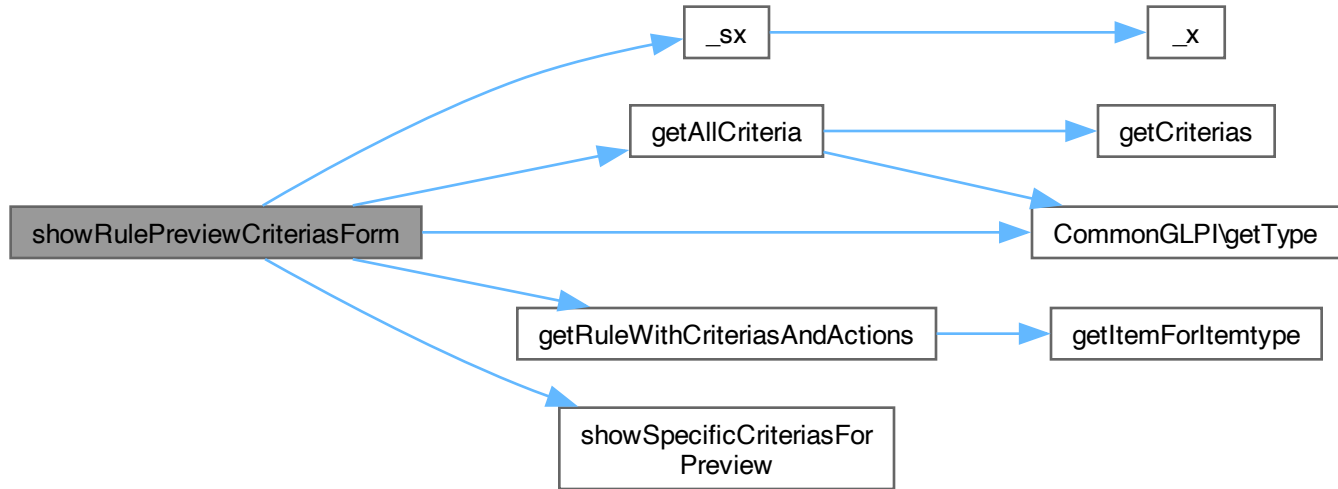 _sx
_x
getAllCriteria
getCriterias
showRulePreviewCriteriasForm
CommonGLPI\getType
getRuleWithCriteriasAndActions
getItemForItemtype
showSpecificCriteriasFor
Preview